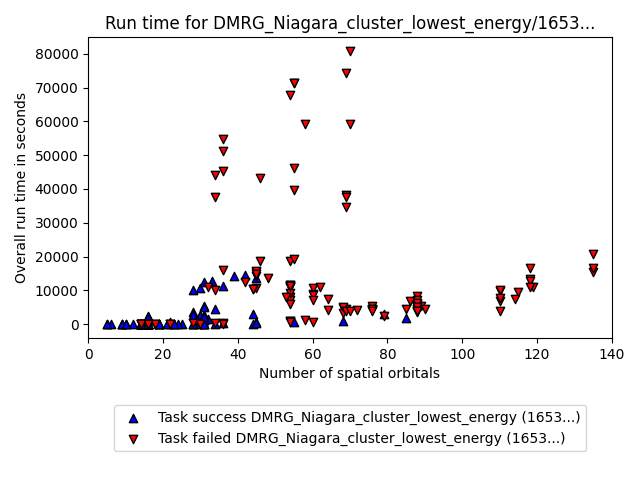 Run time for DMRG_Niagara_cluster_lowest_energy/1653...
Overall run time in seconds
80000
70000
60000
50000
40000
30000
20000
10000
0
0 20 40 60 80 100 120 140
Number of spatial orbitals
Task success DMRG_Niagara_cluster_lowest_energy (1653...)
Task failed DMRG_Niagara_cluster_lowest_energy (1653...)